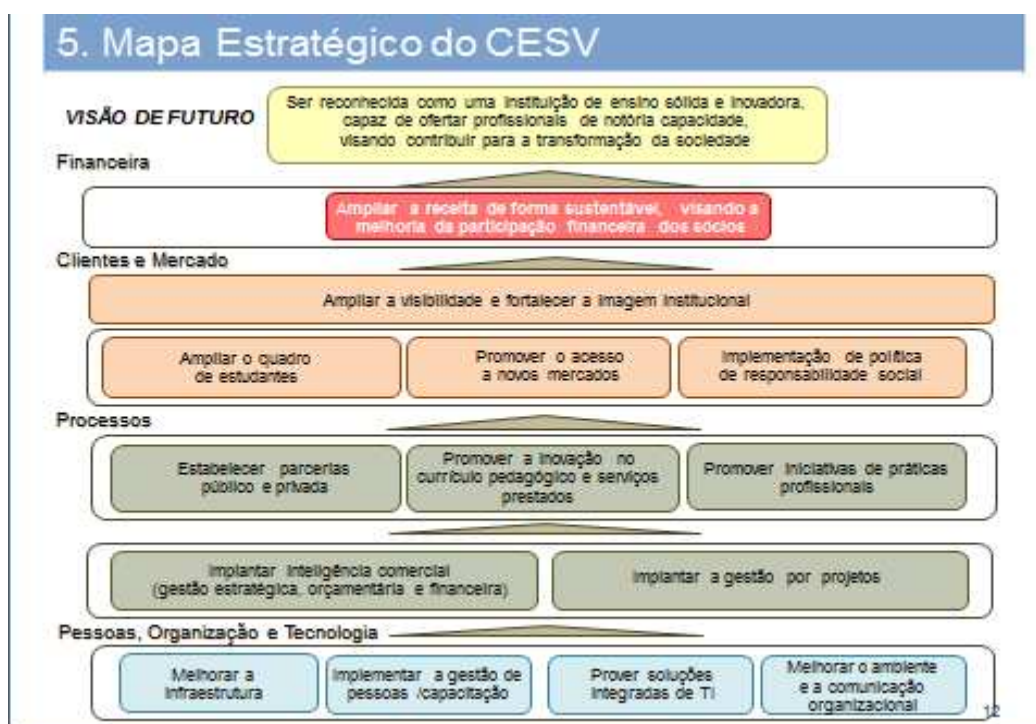 5. Mapa Estratégico do CESV
VISÃO DE FUTURO
Ser reconhecida como uma instituição de ensino sólida e inovadora,
capaz de ofertar profissionais de notória capacidade,
visando contribuir para a transformação da sociedade
Financeira
Ampliar a receita de forma sustentável, visando a
melhoria da participação financeira dos sócios
Clientes e Mercado
Ampliar a visibilidade e fortalecer a imagem institucional
Ampliar o quadro
de estudantes
Promover o acesso
a novos mercados
Implementação de política
de responsabilidade social
Processos
Estabelecer parcerias
público e privada
Promover a inovação no
currículo pedagógico e serviços
prestados
Promover iniciativas de práticas
profissionais
Implantar inteligência comercial
(gestão estratégica, orçamentária e financeira)
Implantar a gestão por projetos
Pessoas, Organização e Tecnologia
Melhorar a
infraestrutura
Implementar a gestão de
pessoas /capacitação
Prover soluções
integradas de TI
Melhorar o ambiente
e a comunicação
organizacional
12